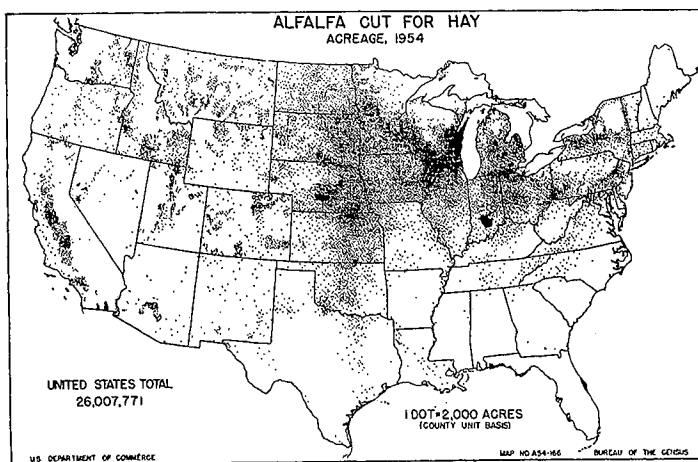 ALFALFA CUT FOR HAY
ACREAGE, 1954
UNITED STATES TOTAL
26,007,771
1 DOT=2,000 ACRES
(COUNTY UNIT BASIS)
U.S. DEPARTMENT OF COMMERCE
MAP NO. A54-166
BUREAU OF THE CENSUS